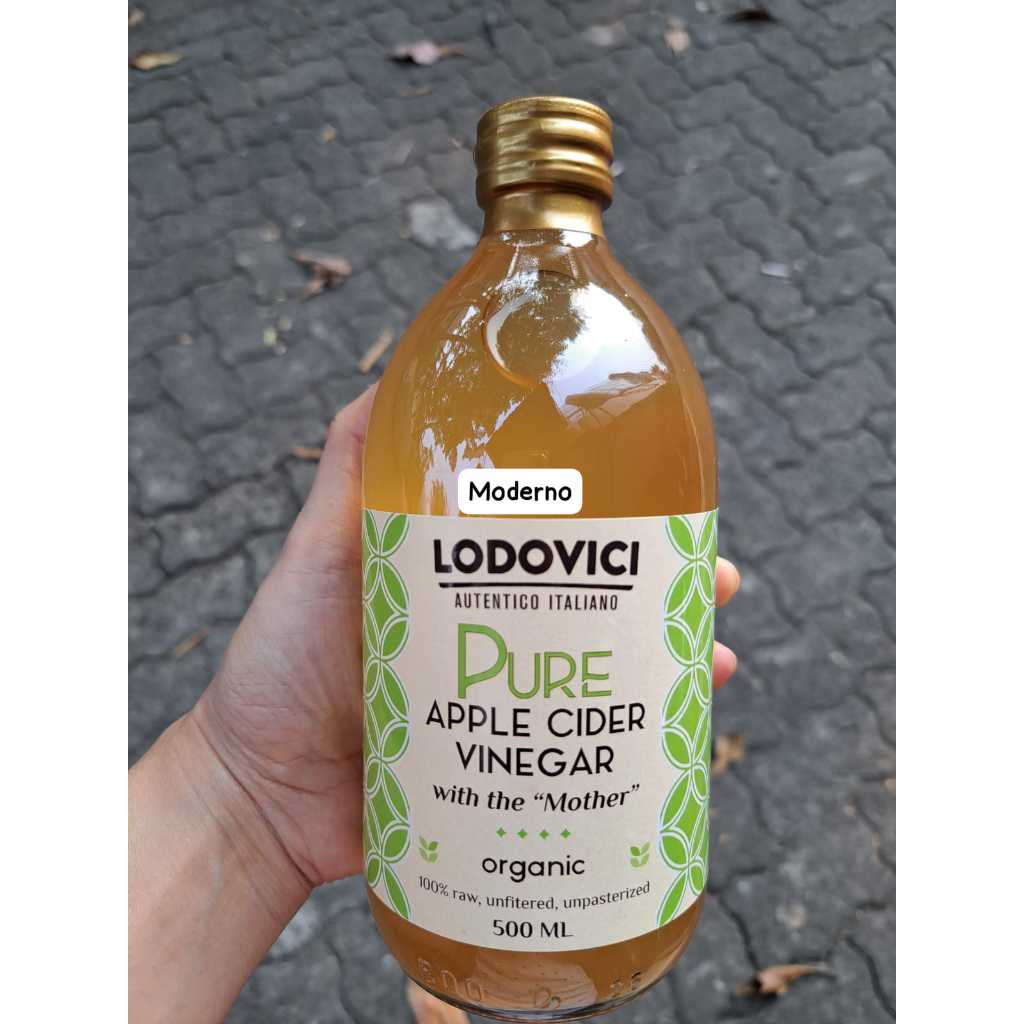 Moderno
LODOVICI
AUTENTICO ITALIANO
PURE
APPLE CIDER
VINEGAR
with the “Mother”
organic
100% raw, unfitered, unpasterized
500 ML